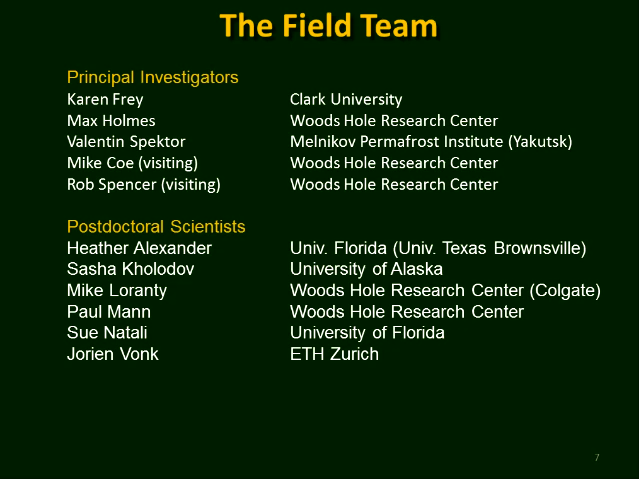 The Field Team
Principal Investigators
Karen Frey Clark University
Max Holmes Woods Hole Research Center
Valentin Spektor Melnikov Permafrost Institute (Yakutsk)
Mike Coe (visiting) Woods Hole Research Center
Rob Spencer (visiting) Woods Hole Research Center
Postdoctoral Scientists
Heather Alexander Univ. Florida (Univ. Texas Brownsville)
Sasha Kholodov University of Alaska
Mike Loranty Woods Hole Research Center (Colgate)
Paul Mann Woods Hole Research Center
Sue Natali University of Florida
Jorien Vonk ETH Zurich
7